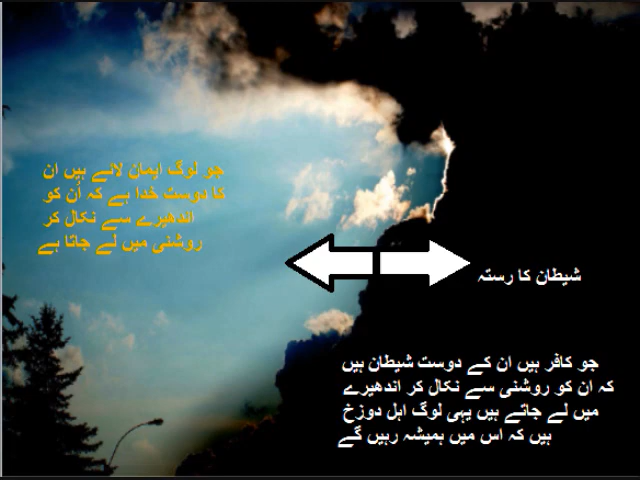 جو لوگ ایمان لائے ہیں ان
کا دوست خدا ہے کہ اُن کو
اندھیرے سے نکال کر
روشنی میں لے جاتا ہے
شیطان کا رستہ
جو کافر ہیں ان کے دوست شیطان ہیں
کہ ان کو روشنی سے نکال کر اندھیرے
میں لے جاتے ہیں یہی لوگ اہل دوزخ
ہیں کہ اس میں ہمیشہ رہیں گے